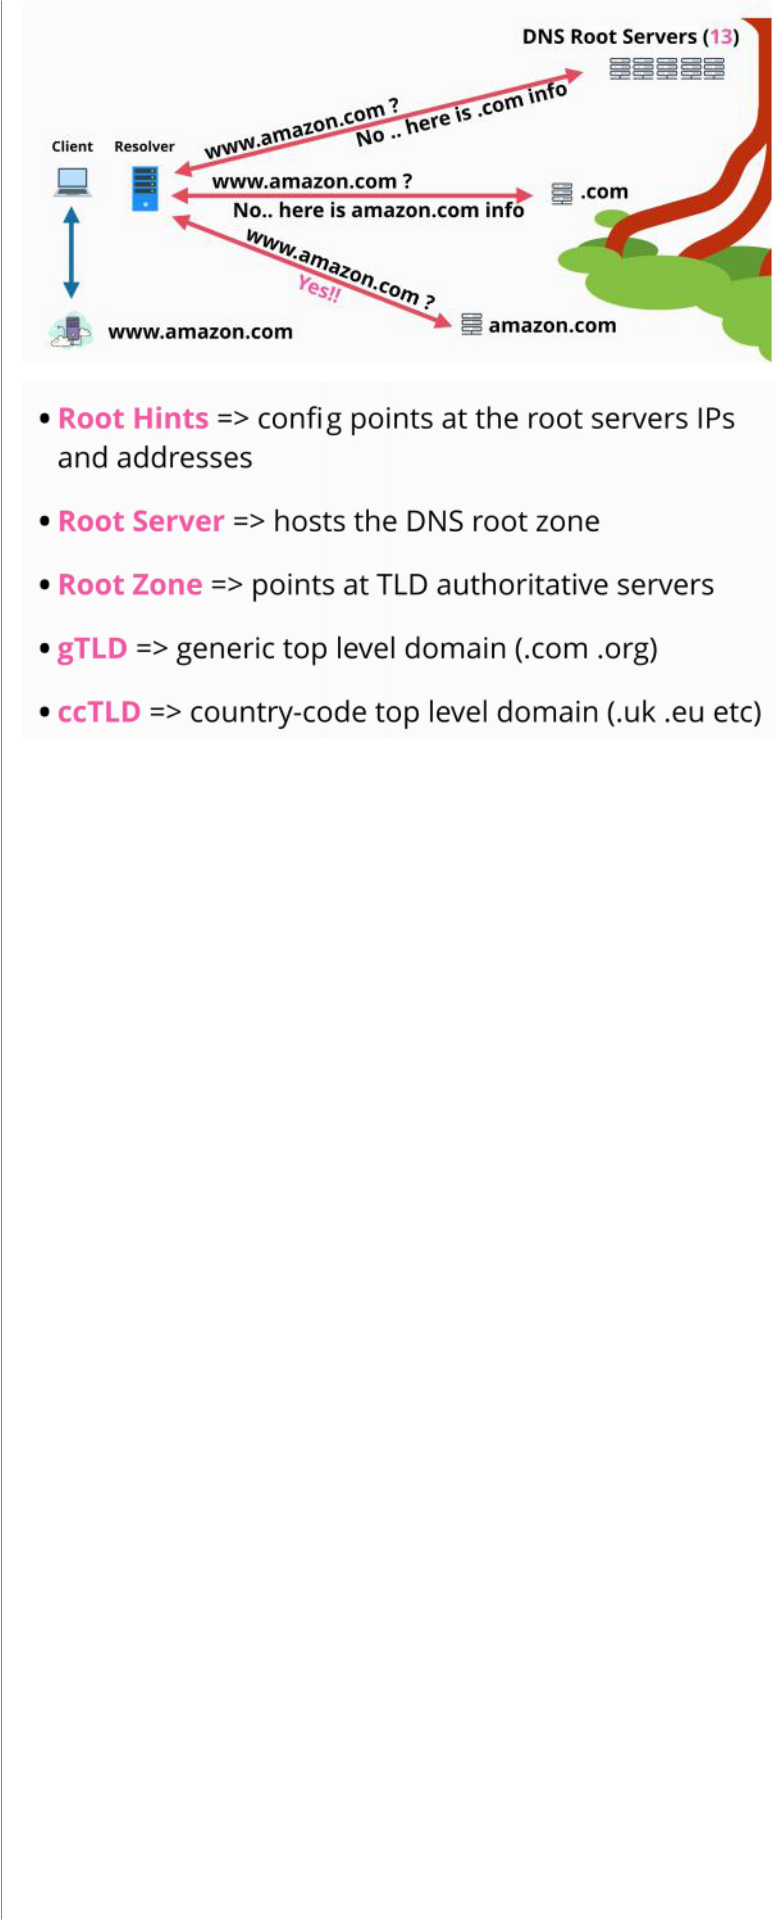 DNS Root Servers (13)
www.amazon.com ?
No .. here is .com info
Client
Resolver
www.amazon.com ?
No.. here is amazon.com info
.com
www.amazon.com ?
Yes!!
www.amazon.com
amazon.com
• Root Hints => config points at the root servers IPs
and addresses
• Root Server => hosts the DNS root zone
• Root Zone => points at TLD authoritative servers
• gTLD => generic top level domain (.com .org)
• ccTLD => country-code top level domain (.uk .eu etc)